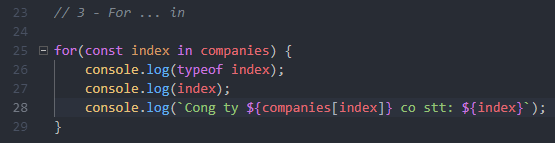 23 // 3 - For ... in
24
25 for(const index in companies) {
26 console.log(typeof index);
27 console.log(index);
28 console.log(`Cong ty ${companies[index]} co stt: ${index}`);
29 }